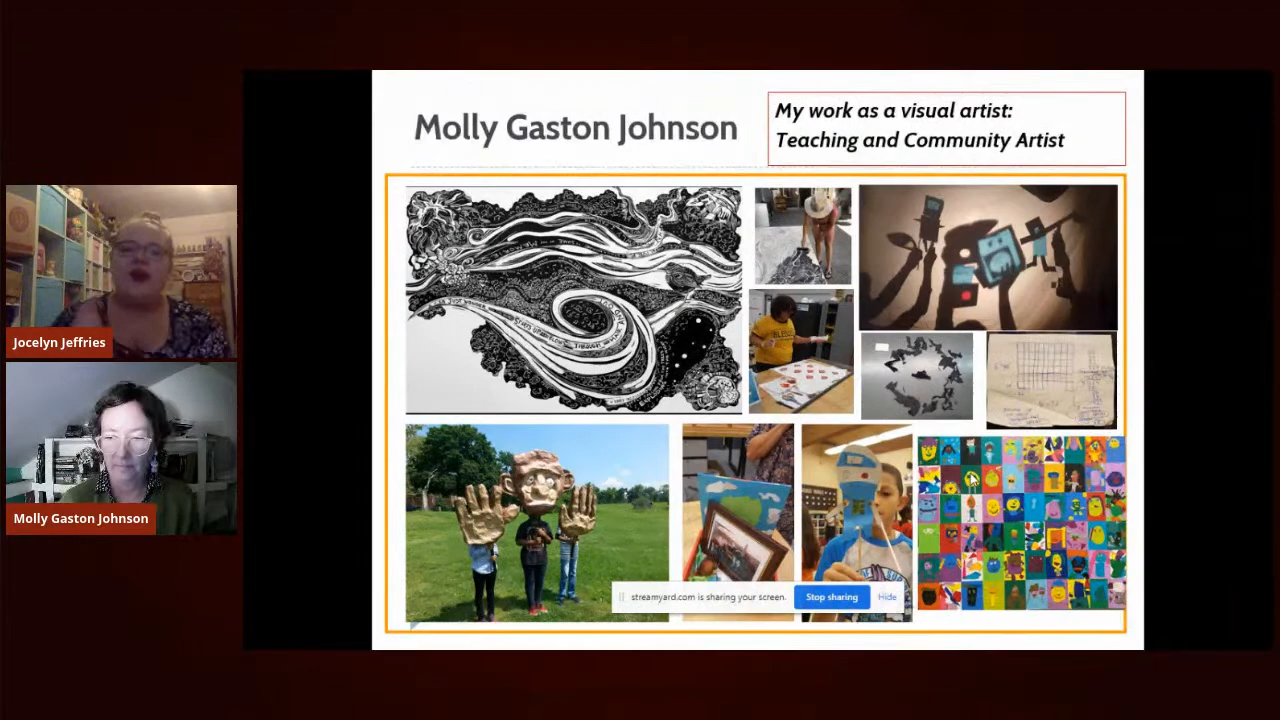 Molly Gaston Johnson
My work as a visual artist:
Teaching and Community Artist
Jocelyn Jeffries
Molly Gaston Johnson
streamyard.com is sharing your screen.
Stop sharing
Hide